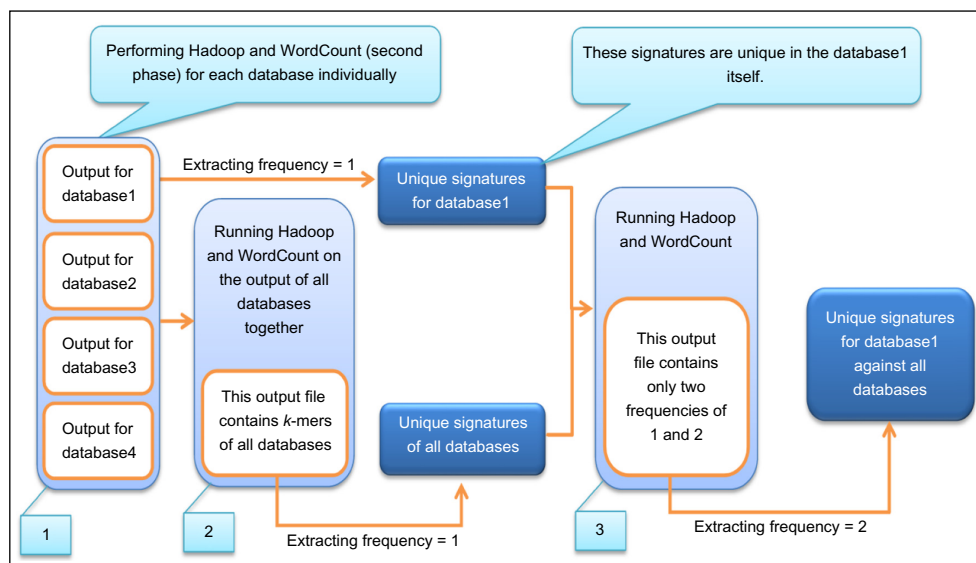 Performing Hadoop and WordCount (second
phase) for each database individually
These signatures are unique in the database1
itself.
Output for
database1
Output for
database2
Output for
database3
Output for
database4
Extracting frequency = 1
Running Hadoop
and WordCount on
the output of all
databases
together
This output file
contains k-mers
of all databases
Unique signatures
for database1
Unique signatures
of all databases
Running Hadoop
and WordCount
This output
file contains
only two
frequencies of
1 and 2
Unique signatures
for database1
against all
databases
1
2
Extracting frequency = 1
3
Extracting frequency = 2